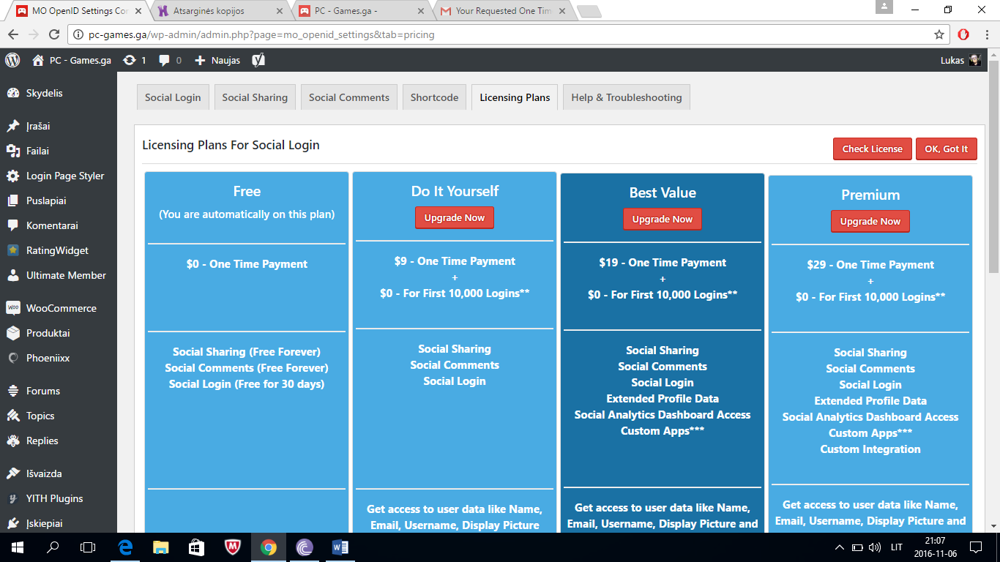 MO OpenID Settings Con
Atsarginės kopijos
PC - Games.ga -
Your Requested One Tim
pc-games.ga/wp-admin/admin.php?page=mo_openid_settings&tab=pricing
PC - Games.ga
1
0
Naujas
Lukas
Skydelis
Įrašai
Failai
Login Page Styler
Puslapiai
Komentarai
RatingWidget
Ultimate Member
Woo
WooCommerce
Produktai
Phoeniixx
Forums
Topics
Replies
Išvaizda
YITH Plugins
Įskiepiai
Social Login
Social Sharing
Social Comments
Shortcode
Licensing Plans
Help & Troubleshooting
Licensing Plans For Social Login
Check License
OK, Got It
Free
(You are automatically on this plan)
$0 - One Time Payment
Social Sharing (Free Forever)
Social Comments (Free Forever)
Social Login (Free for 30 days)
Do It Yourself
Upgrade Now
$9 - One Time Payment
+
$0 - For First 10,000 Logins**
Social Sharing
Social Comments
Social Login
Get access to user data like Name,
Email, Username, Display Picture
Best Value
Upgrade Now
$19 - One Time Payment
+
$0 - For First 10,000 Logins**
Social Sharing
Social Comments
Social Login
Extended Profile Data
Social Analytics Dashboard Access
Custom Apps***
Get access to user data like Name,
Email, Username, Display Picture and
Premium
Upgrade Now
$29 - One Time Payment
+
$0 - For First 10,000 Logins**
Social Sharing
Social Comments
Social Login
Extended Profile Data
Social Analytics Dashboard Access
Custom Apps***
Custom Integration
Get access to user data like Name,
Email, Username, Display Picture and
LIT
21:07
2016-11-06